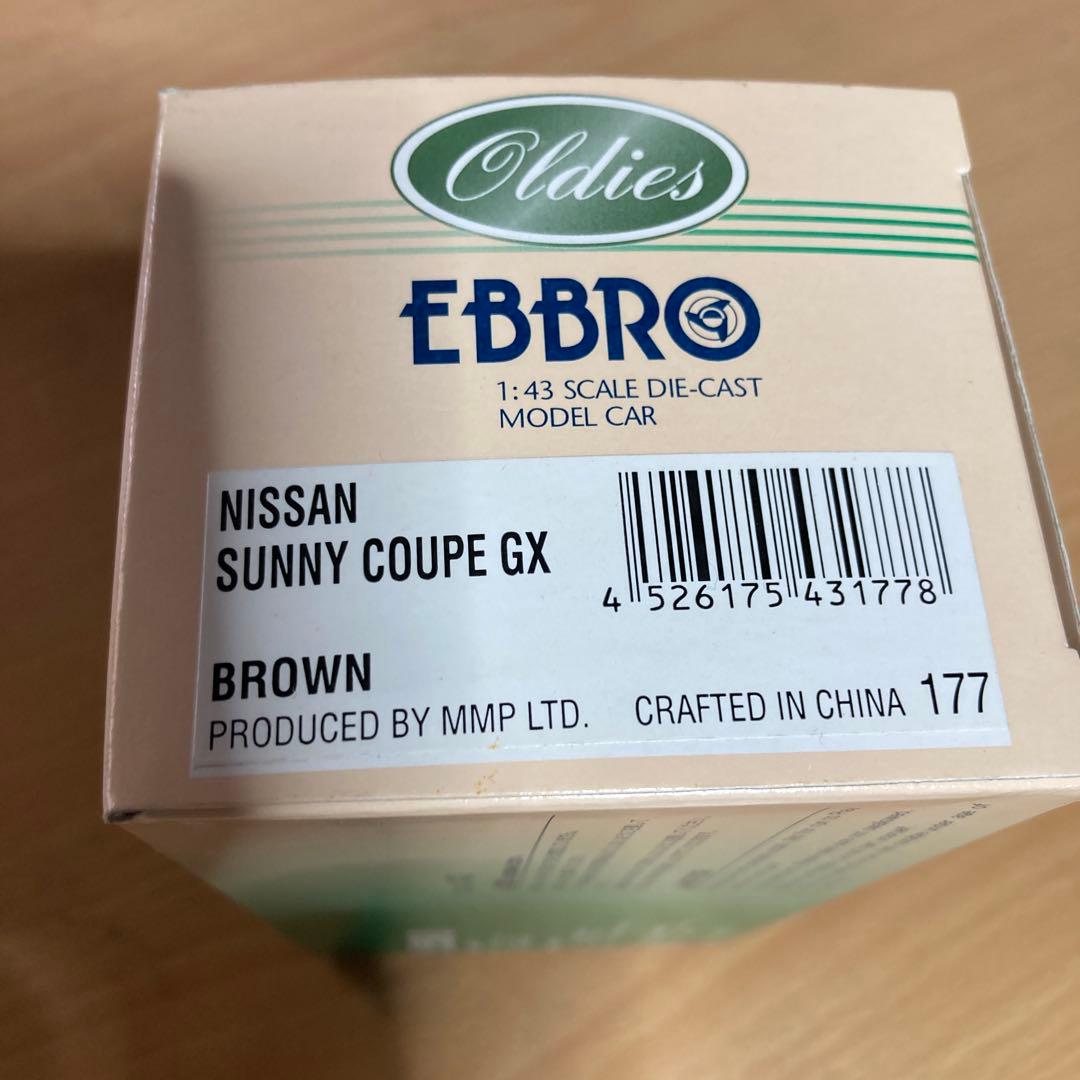 Oldies
EBBRO
1:43 SCALE DIE-CAST
MODEL CAR
NISSAN
SUNNY COUPE GX
4 526175 431778
BROWN
PRODUCED BY MMP LTD.
CRAFTED IN CHINA 177